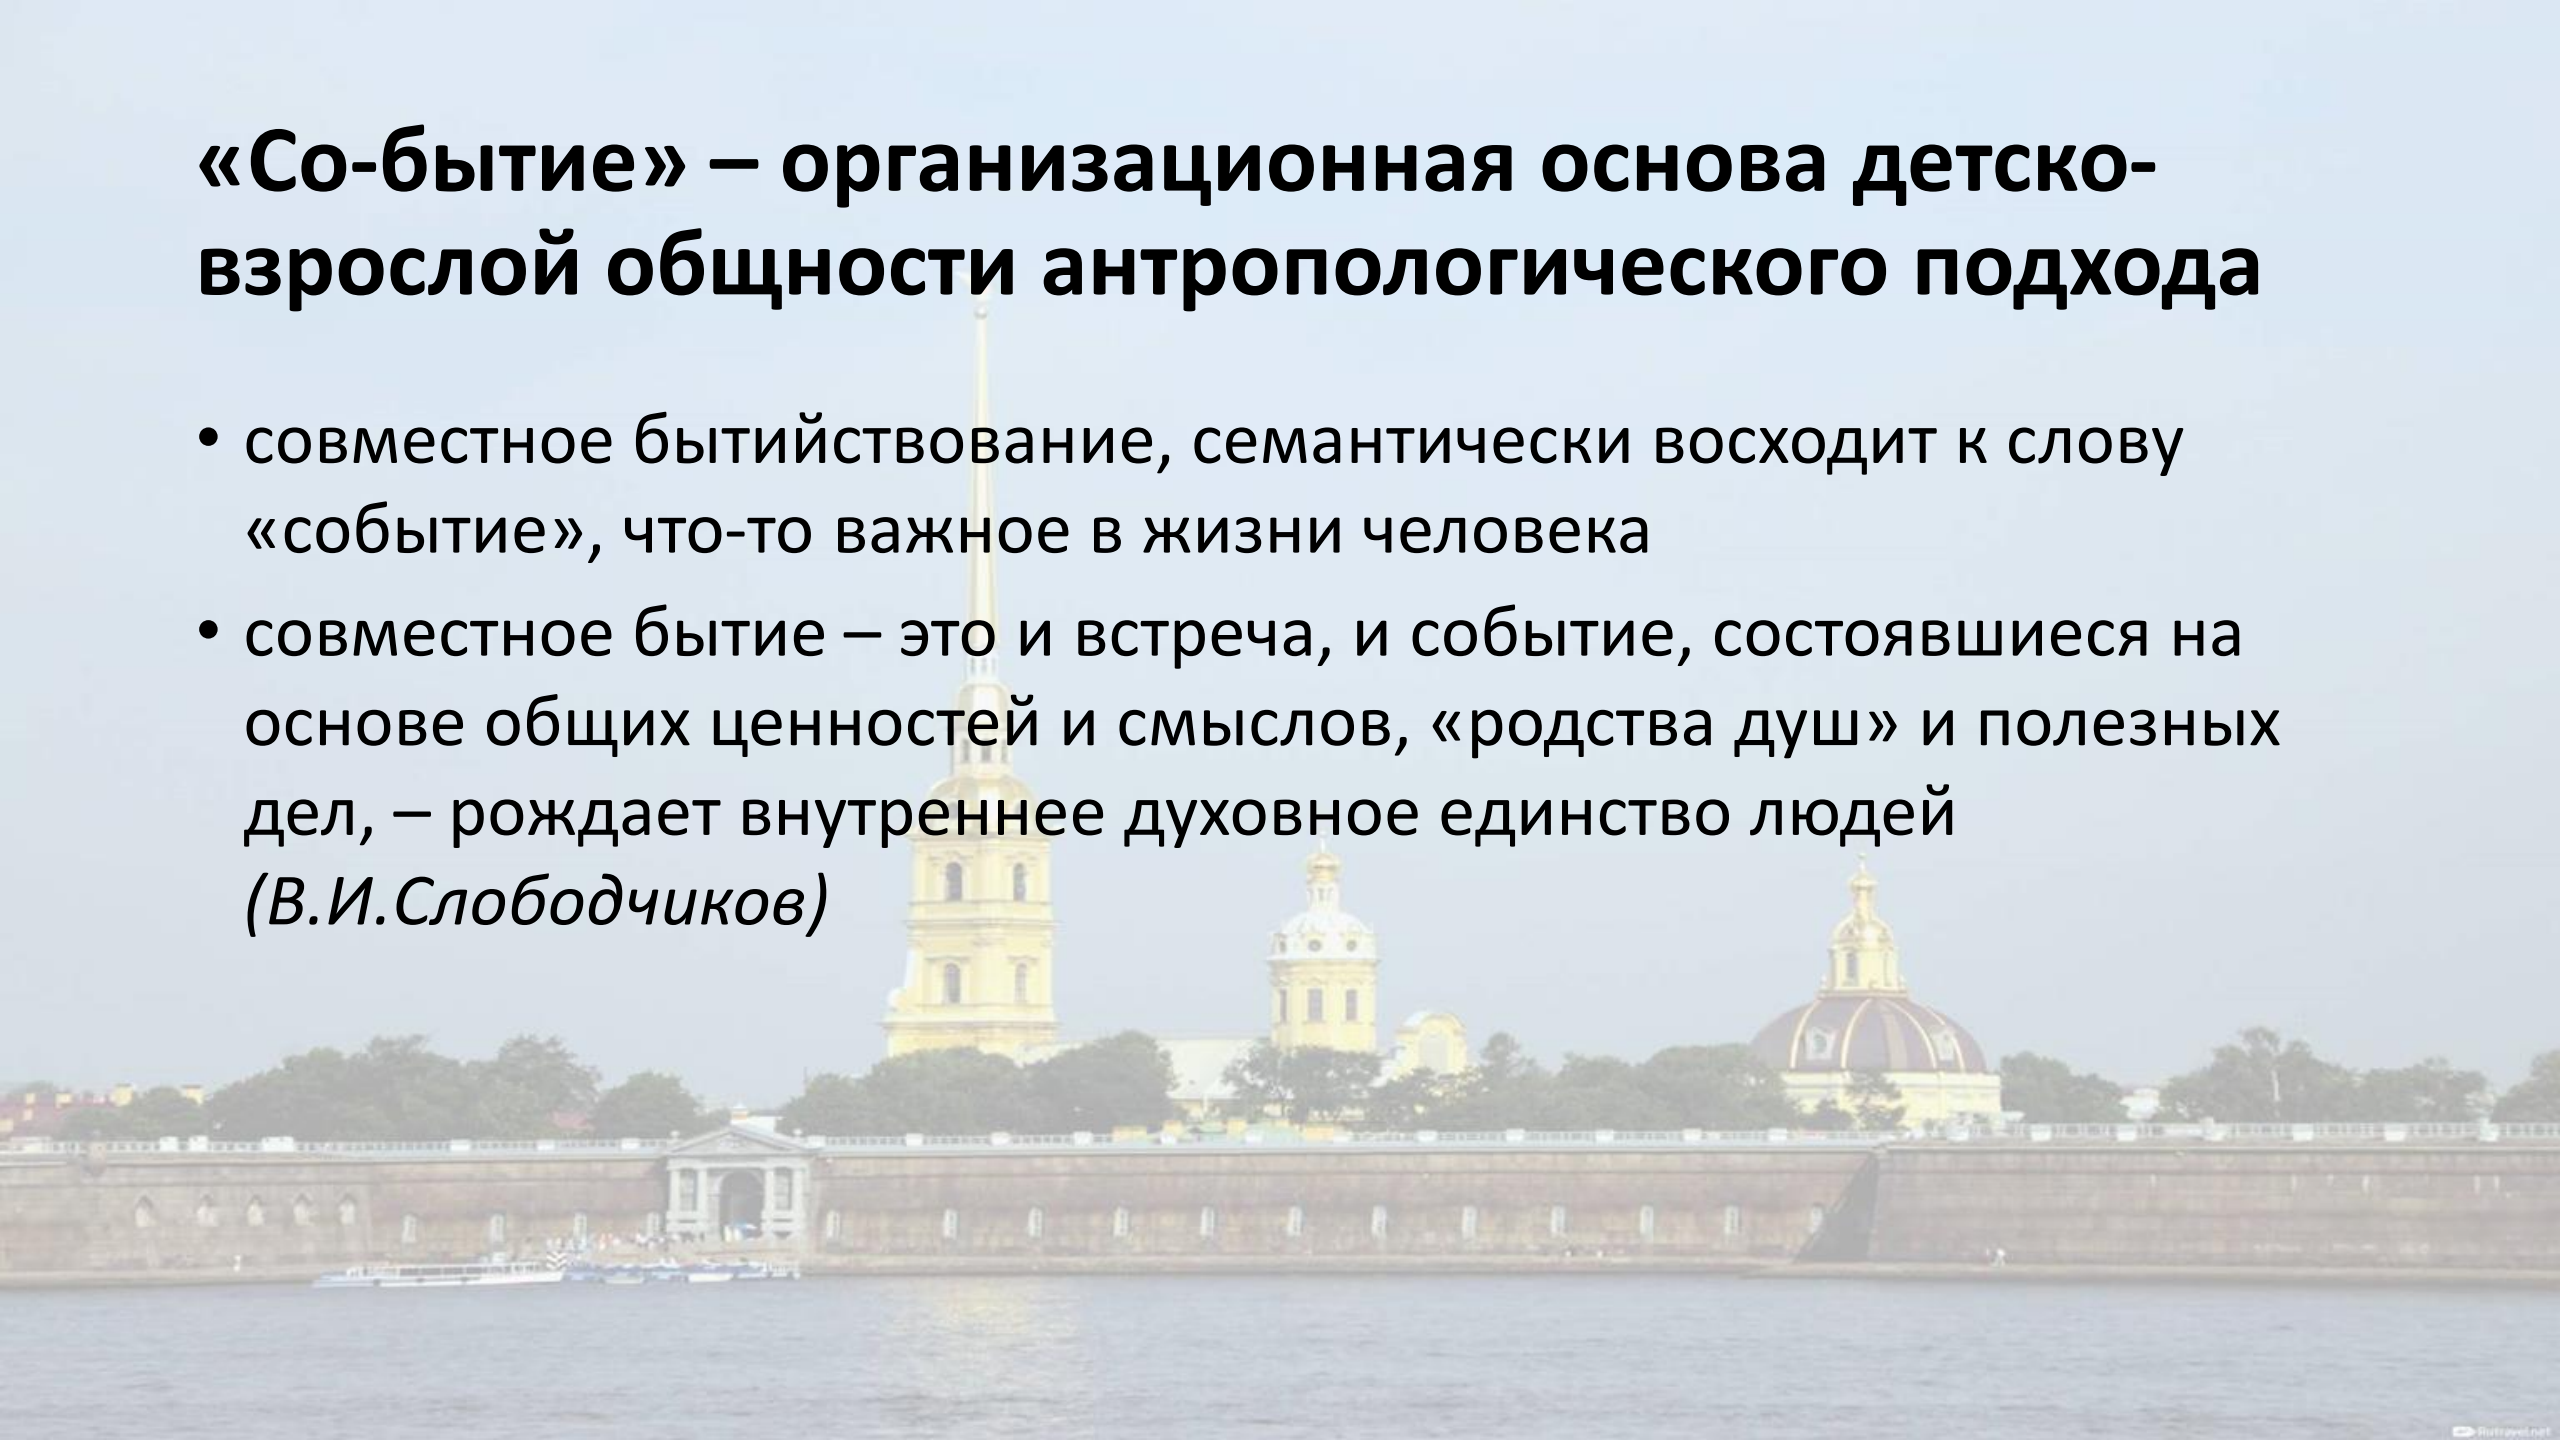 «Со-бытие» – организационная основа детско-
взрослой общности антропологического подхода
• совместное бытийствование, семантически восходит к слову
«событие», что-то важное в жизни человека
• совместное бытие – это и встреча, и событие, состоявшиеся на
основе общих ценностей и смыслов, «родства душ» и полезных
дел, – рождает внутреннее духовное единство людей
(В.И.Слободчиков)
Rutravel.net